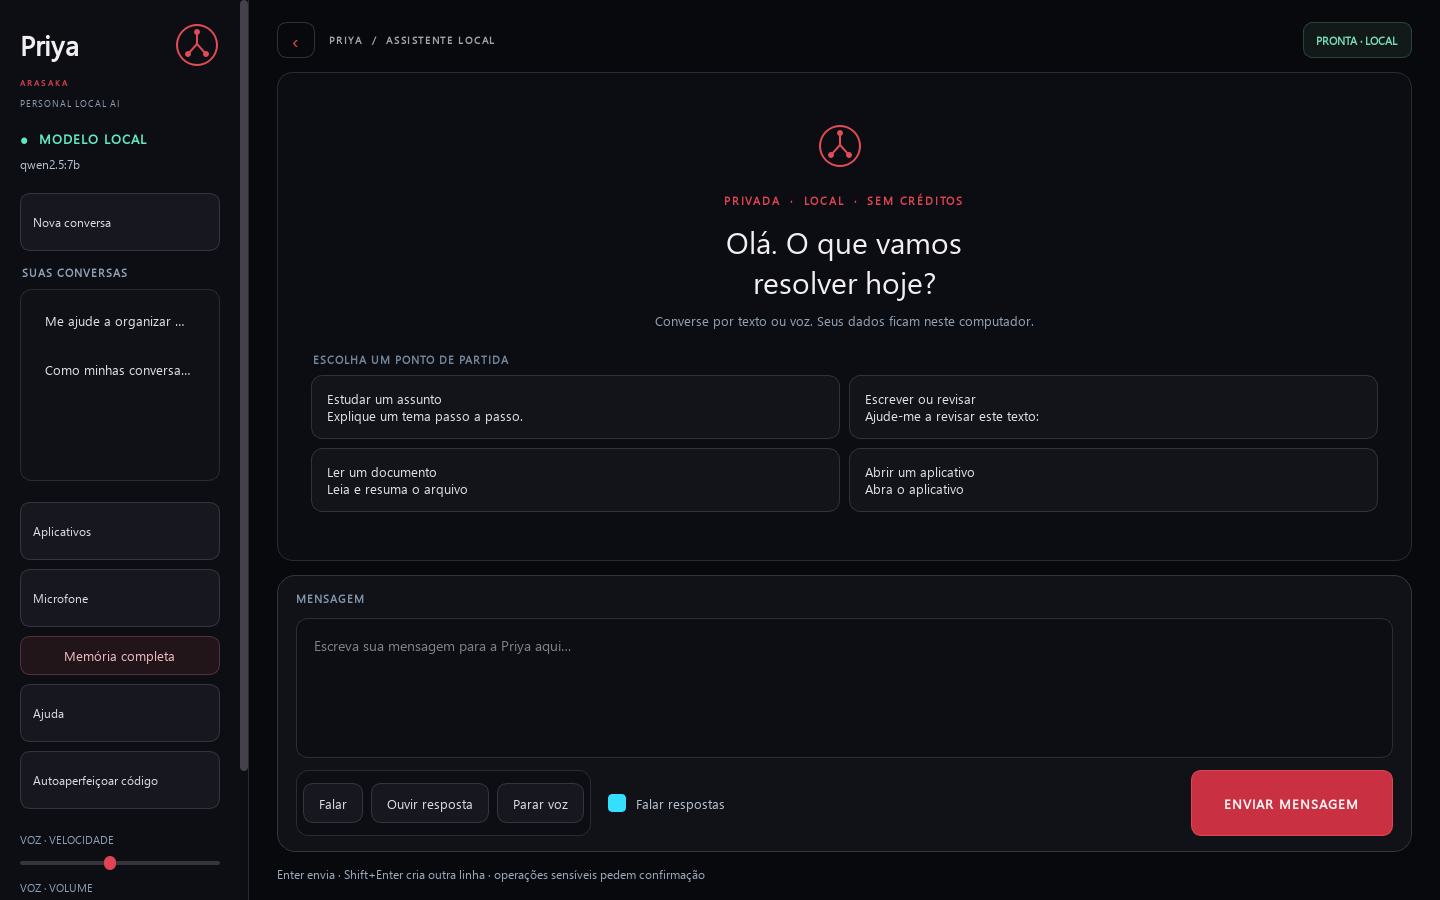 Priya
ARASAKA
PERSONAL LOCAL AI
MODELO LOCAL
qwen2.5:7b
Nova conversa
SUAS CONVERSAS
Me ajude a organizar ...
Como minhas conversa...
Aplicativos
Microfone
Memória completa
Ajuda
Autoaperfeiçoar código
VOZ · VELOCIDADE
VOZ · VOLUME
PRIYA / ASSISTENTE LOCAL
PRONTA · LOCAL
PRIVADA · LOCAL · SEM CRÉDITOS
Olá. O que vamos
resolver hoje?
Converse por texto ou voz. Seus dados ficam neste computador.
ESCOLHA UM PONTO DE PARTIDA
Estudar um assunto
Explique um tema passo a passo.
Escrever ou revisar
Ajude-me a revisar este texto:
Ler um documento
Leia e resuma o arquivo
Abrir um aplicativo
Abra o aplicativo
MENSAGEM
Escreva sua mensagem para a Priya aqui...
Falar
Ouvir resposta
Parar voz
Falar respostas
ENVIAR MENSAGEM
Enter envia · Shift+Enter cria outra linha · operações sensíveis pedem confirmação